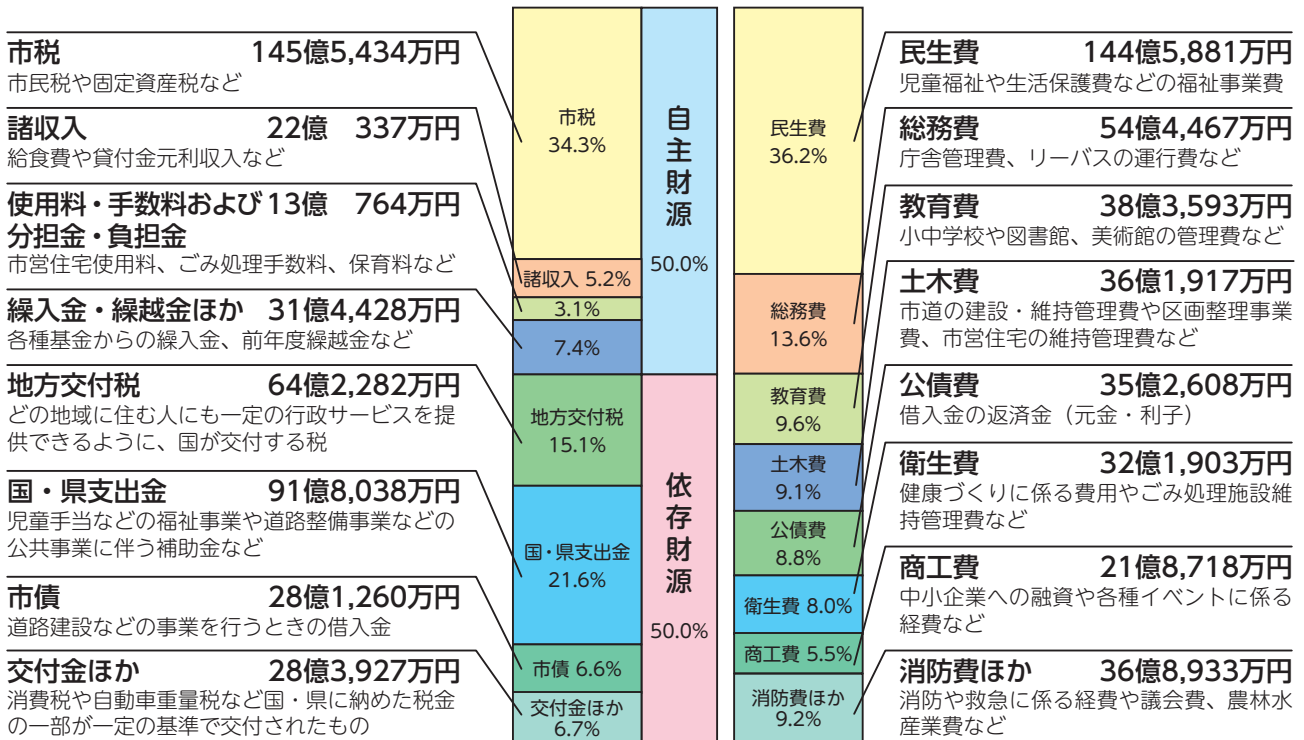 市税 145億5,434万円
市民税や固定資産税など
諸収入 22億 337万円
給食費や貸付金元利収入など
使用料・手数料および 13億 764万円
分担金・負担金
市営住宅使用料、ごみ処理手数料、保育料など
繰入金・繰越金ほか 31億4,428万円
各種基金からの繰入金、前年度繰越金など
地方交付税 64億2,282万円
どの地域に住む人にも一定の行政サービスを提
供できるように、国が交付する税
国・県支出金 91億8,038万円
児童手当などの福祉事業や道路整備事業などの
公共事業に伴う補助金など
市債 28億1,260万円
道路建設などの事業を行うときの借入金
交付金ほか 28億3,927万円
消費税や自動車重量税など国・県に納めた税金
の一部が一定の基準で交付されたもの
市税
34.3%
諸収入 5.2%
3.1%
7.4%
地方交付税
15.1%
国・県支出金
21.6%
市債 6.6%
交付金ほか
6.7%
自主財源
50.0%
依存財源
50.0%
民生費
36.2%
総務費
13.6%
教育費
9.6%
土木費
9.1%
公債費
8.8%
衛生費 8.0%
商工費 5.5%
消防費ほか
9.2%
民生費 144億5,881万円
児童福祉や生活保護費などの福祉事業費
総務費 54億4,467万円
庁舎管理費、リーバスの運行費など
教育費 38億3,593万円
小中学校や図書館、美術館の管理費など
土木費 36億1,917万円
市道の建設・維持管理費や区画整理事業
費、市営住宅の維持管理費など
公債費 35億2,608万円
借入金の返済金（元金・利子）
衛生費 32億1,903万円
健康づくりに係る費用やごみ処理施設維
持管理費など
商工費 21億8,718万円
中小企業への融資や各種イベントに係る
経費など
消防費ほか 36億8,933万円
消防や救急に係る経費や議会費、農林水
産業費など